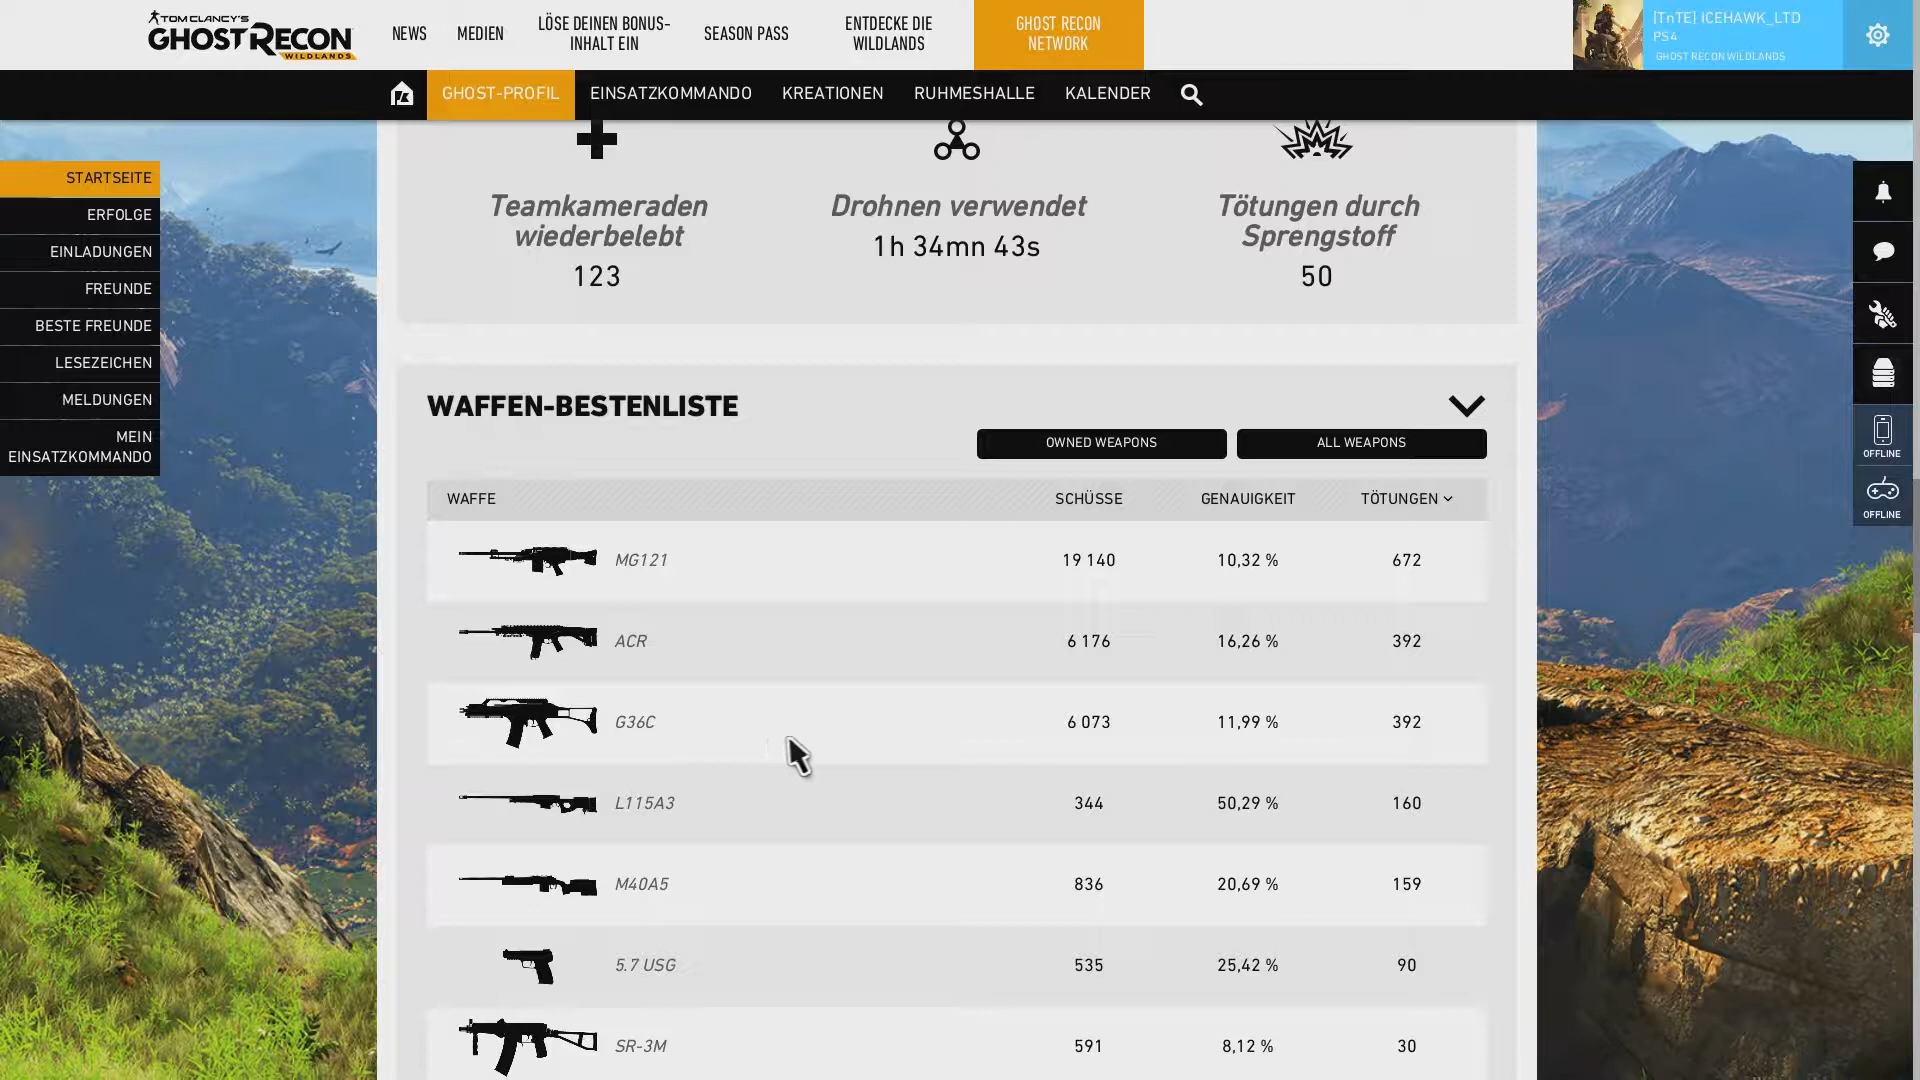 TOM CLANCY'S
GHOST RECON
WILDLANDS
NEWS
MEDIEN
LÖSE DEINEN BONUS-
INHALT EIN
SEASON PASS
ENTDECKE DIE
WILDLANDS
GHOST RECON
NETWORK
[TnTE] ICEHAWK_LTD
PS4
GHOST RECON WILDLANDS
GHOST-PROFIL
EINSATZKOMMANDO
KREATIONEN
RUHMESHALLE
KALENDER
STARTSEITE
ERFOLGE
EINLADUNGEN
FREUNDE
BESTE FREUNDE
LESEZEICHEN
MELDUNGEN
MEIN
EINSATZKOMMANDO
Teamkameraden
wiederbelebt
123
Drohnen verwendet
1h 34mn 43s
Tötungen durch
Sprengstoff
50
WAFFEN-BESTENLISTE
OWNED WEAPONS
ALL WEAPONS
WAFFE SCHÜSSE GENAUIGKEIT TÖTUNGEN
MG121 19 140 10,32 % 672
ACR 6 176 16,26 % 392
G36C 6 073 11,99 % 392
L115A3 344 50,29 % 160
M40A5 836 20,69 % 159
5.7 USG 535 25,42 % 90
SR-3M 591 8,12 % 30
OFFLINE
OFFLINE